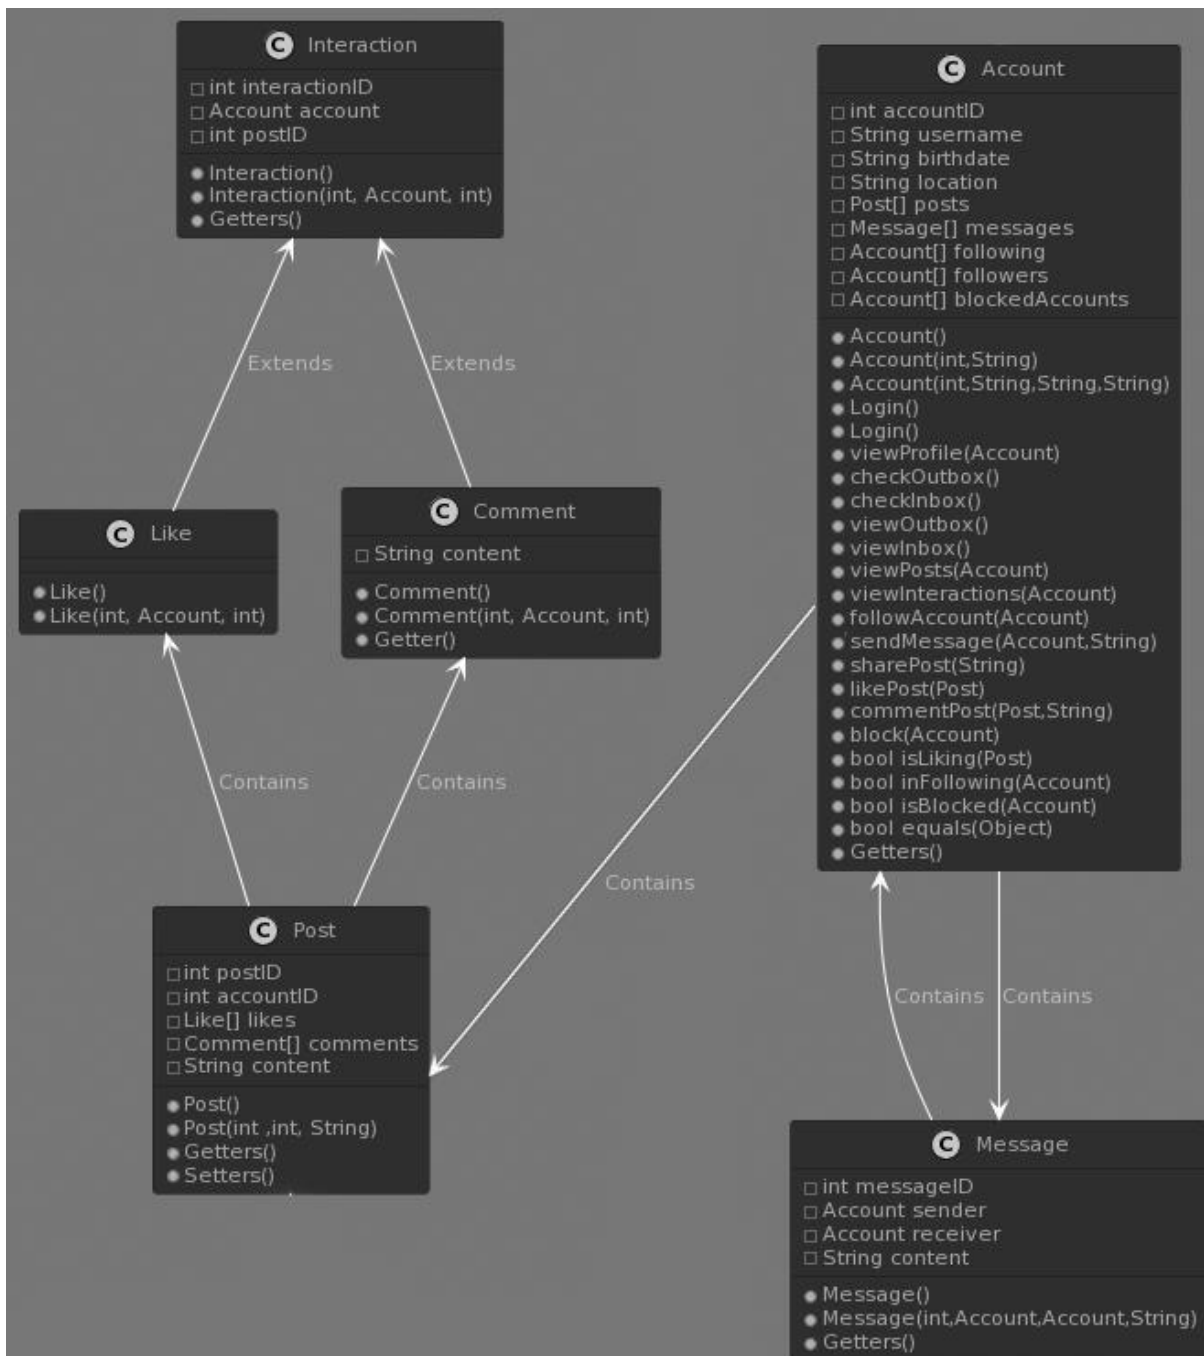 C Interaction
int interactionID
Account account
int postID
Interaction()
Interaction(int, Account, int)
Getters()
C Account
int accountID
String username
String birthdate
String location
Post[] posts
Message[] messages
Account[] following
Account[] followers
Account[] blockedAccounts
Account()
Account(int,String)
Account(int,String,String,String)
Login()
Login()
viewProfile(Account)
checkOutbox()
checkInbox()
viewOutbox()
viewInbox()
viewPosts(Account)
viewInteractions(Account)
followAccount(Account)
sendMessage(Account,String)
sharePost(String)
likePost(Post)
commentPost(Post,String)
block(Account)
bool isLiking(Post)
bool inFollowing(Account)
bool isBlocked(Account)
bool equals(Object)
Getters()
Extends
Extends
C Like
Like()
Like(int, Account, int)
C Comment
String content
Comment()
Comment(int, Account, int)
Getter()
Contains
Contains
Contains
C Post
int postID
int accountID
Like[] likes
Comment[] comments
String content
Post()
Post(int ,int, String)
Getters()
Setters()
Contains
Contains
C Message
int messageID
Account sender
Account receiver
String content
Message()
Message(int,Account,Account,String)
Getters()